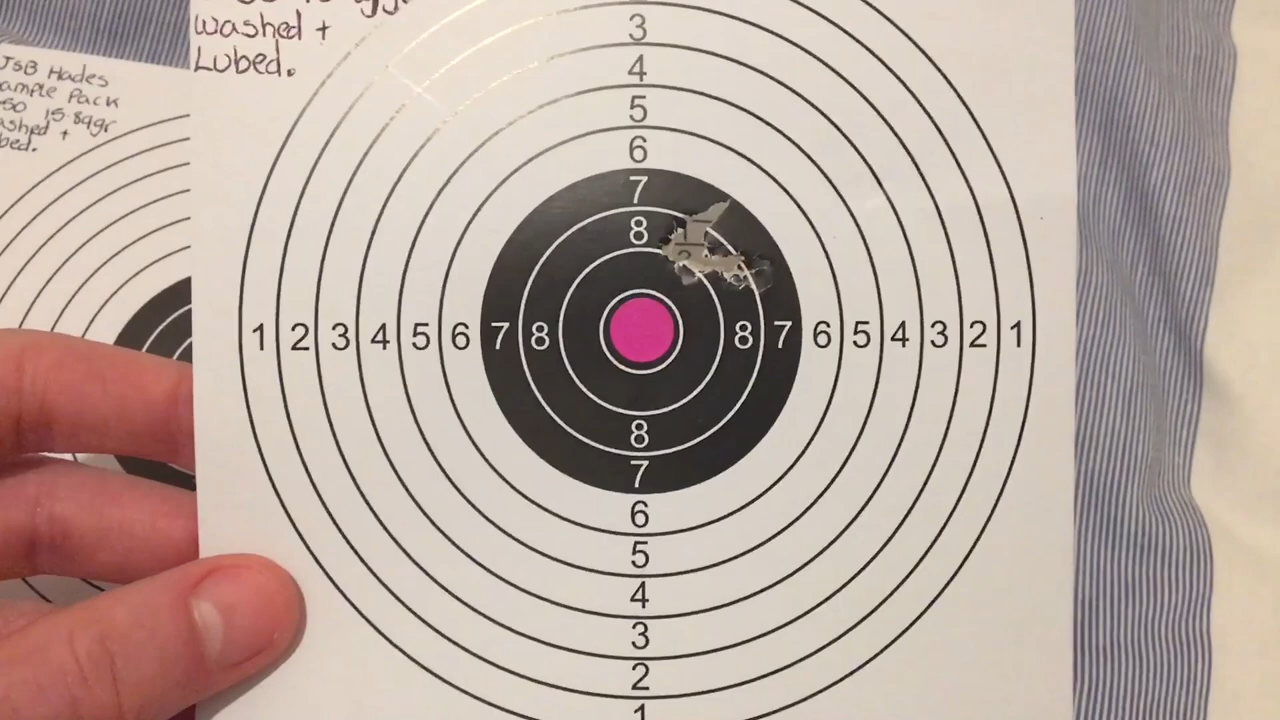 washed +
Lubed.
JSB Hades
ample Pack
50 15.89gr
ashed +
bed.
3
4
5
6
7
8
1 2 3 4 5 6 7 8 8 7 6 5 4 3 2 1
8
7
6
5
4
3
2
1